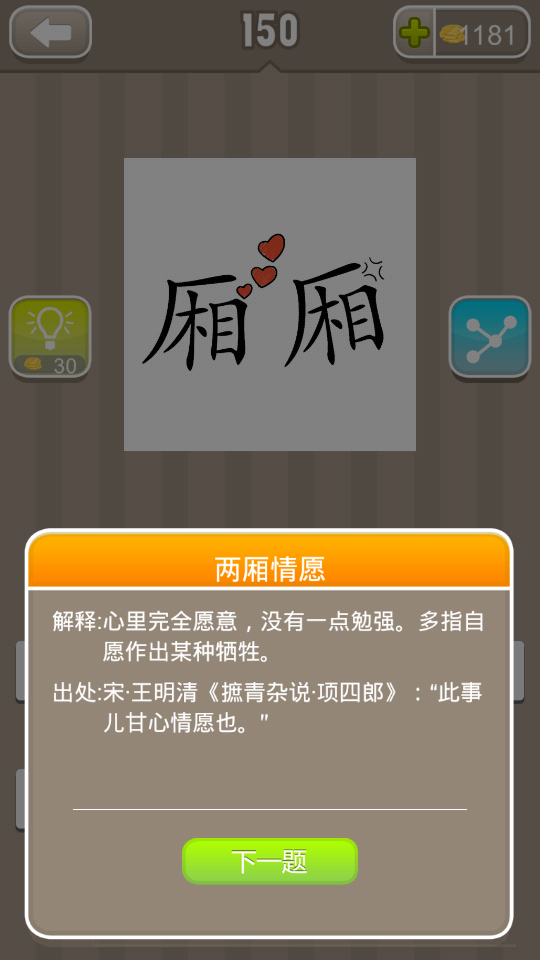 150
1181
厢厢
30
两厢情愿
解释:心里完全愿意，没有一点勉强。多指自
愿作出某种牺牲。
出处:宋·王明清《摭青杂说·项四郎》：“此事
儿甘心情愿也。”
下一题